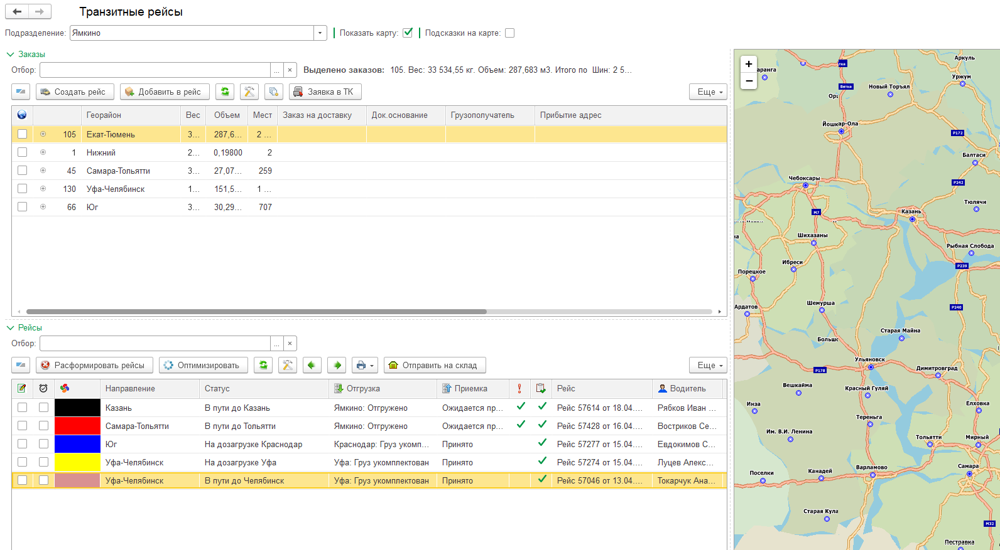 Транзитные рейсы
Подразделение: Ямкино Показать карту: Подсказки на карте:
Заказы
Отбор: ... × Выделено заказов: 105. Вес: 33 534,55 кг. Объем: 287,683 м3. Итого по Шин: 2 5...
Создать рейс Добавить в рейс Заявка в ТК Еще
Георайон Вес Объем Мест Заказ на доставку Док.основание Грузополучатель Прибытие адрес
105 Екат-Тюмень 3... 287,6... 2 ...
1 Нижний 2... 0,19800 2
45 Самара-Тольятти 3... 27,07... 259
130 Уфа-Челябинск 1... 151,5... 1 ...
66 Юг 3... 30,29... 707
Рейсы
Отбор: ... ×
Расформировать рейсы Оптимизировать Отправить на склад Еще
Направление Статус Отгрузка Приемка Рейс Водитель
Казань В пути до Казань Ямкино: Отгружено Ожидается пр... Рейс 57614 от 18.04.... Рябков Иван ...
Самара-Тольятти В пути до Тольятти Ямкино: Отгружено Ожидается пр... Рейс 57428 от 16.04.... Востриков Се...
Юг На дозагрузке Краснодар Краснодар: Груз укомп... Принято Рейс 57277 от 15.04.... Евдокимов С...
Уфа-Челябинск На дозагрузке Уфа Уфа: Груз укомплектован Принято Рейс 57274 от 15.04.... Луцев Алекс...
Уфа-Челябинск В пути до Челябинск Уфа: Груз укомплектован Принято Рейс 57046 от 13.04.... Токарчук Ана...
+
−
Аркуль
аранга
Уржум
Вятка
Новый Торъял
Йошкар-Ола
Р172
Балтаси
Чебоксары
Р242
Тюлячи
М7
Казань
Шихазаны
Рыбная Слобода
Ибреси
Р239
Порецкое
Шемурша
Ардатов
Р240
Старая Майна
Большо
Ульяновск
Р178
Димитровград
Вешкайма
Красный Гуляй
Инза
Елховка
Тереньга
Им. В.И. Ленина
Тольятти
Мирный
Поселки
Канадей
Варламово
Самара
Старая Кула
М32
Пестравка